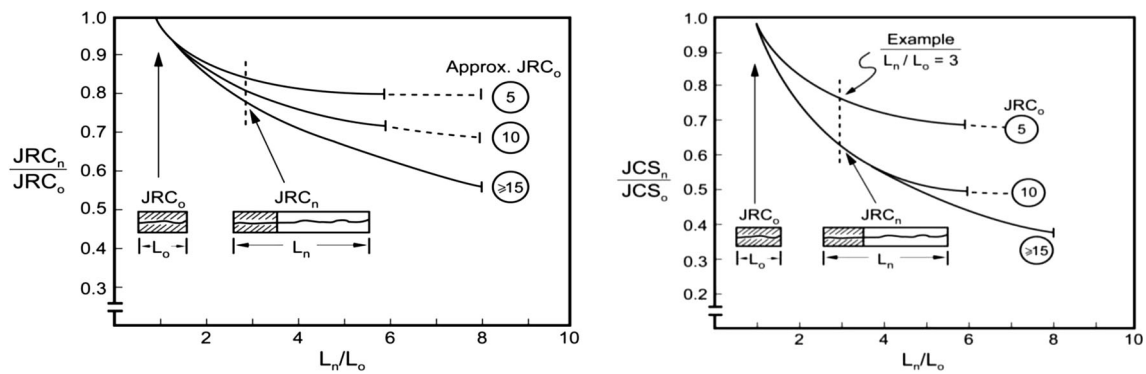 1.0
0.9
0.8
0.7
0.6
0.5
0.4
0.3
JRCn
JRCo
Approx. JRCo
5
10
⩾15
JRCo
JRCn
Lo
Ln
2
4
6
8
10
Ln/Lo
1.0
0.9
0.8
0.7
0.6
0.5
0.4
0.3
0.2
JCSn
JCSo
Example
Ln / Lo = 3
JRCo
5
10
⩾15
JRCo
JRCn
Lo
Ln
2
4
6
8
10
Ln/Lo